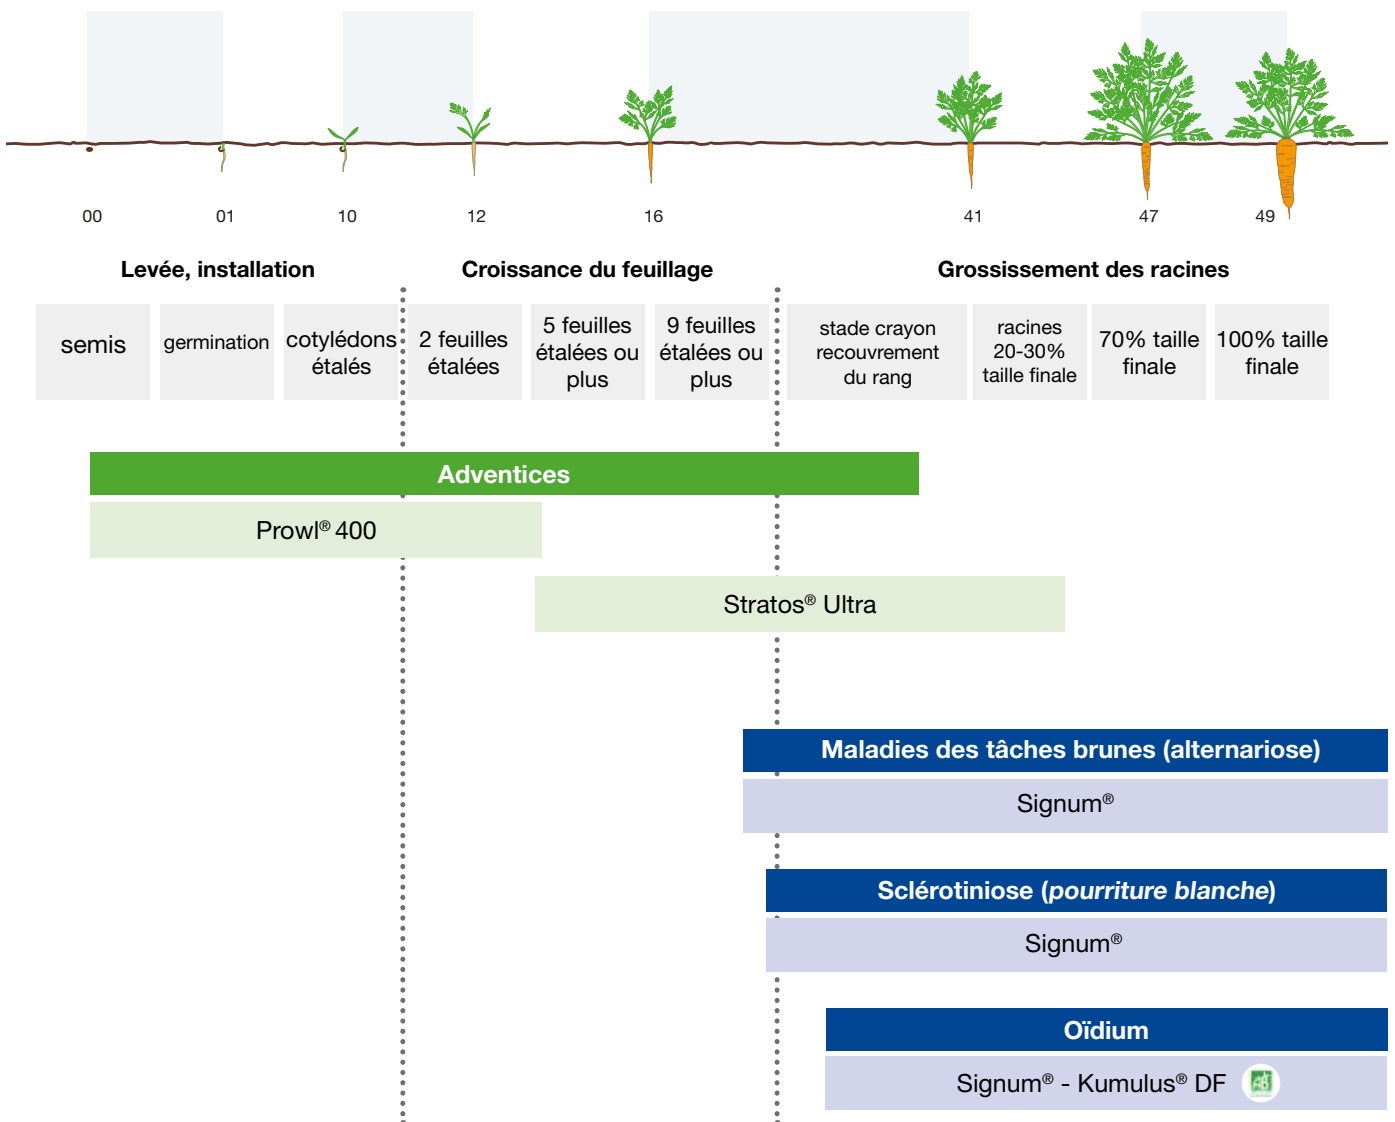 00 01 10 12 16 41 47 49
Levée, installation Croissance du feuillage Grossissement des racines
semis
germination
cotylédons
étalés
2 feuilles
étalées
5 feuilles
étalées ou
plus
9 feuilles
étalées ou
plus
stade crayon
recouvrement
du rang
racines
20-30%
taille finale
70% taille
finale
100% taille
finale
Adventices
Prowl® 400
Stratos® Ultra
Maladies des tâches brunes (alternariose)
Signum®
Sclérotiniose (pourriture blanche)
Signum®
Oïdium
Signum® - Kumulus® DF
AB